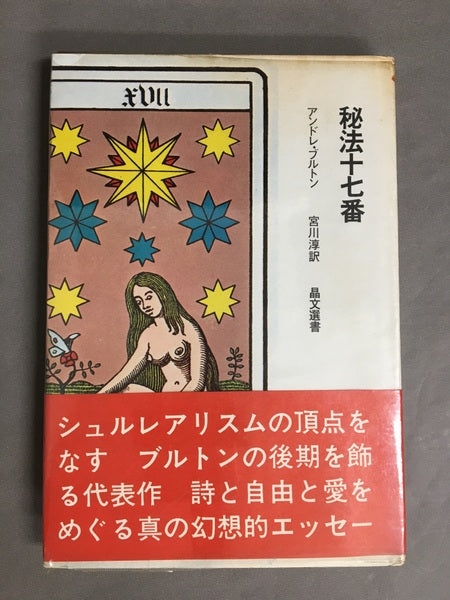 XVII
秘法十七番
アンドレ・ブルトン 宮川淳訳 晶文選書
シュルレアリスムの頂点を
なす ブルトンの後期を飾
る代表作 詩と自由と愛を
めぐる真の幻想的エッセー